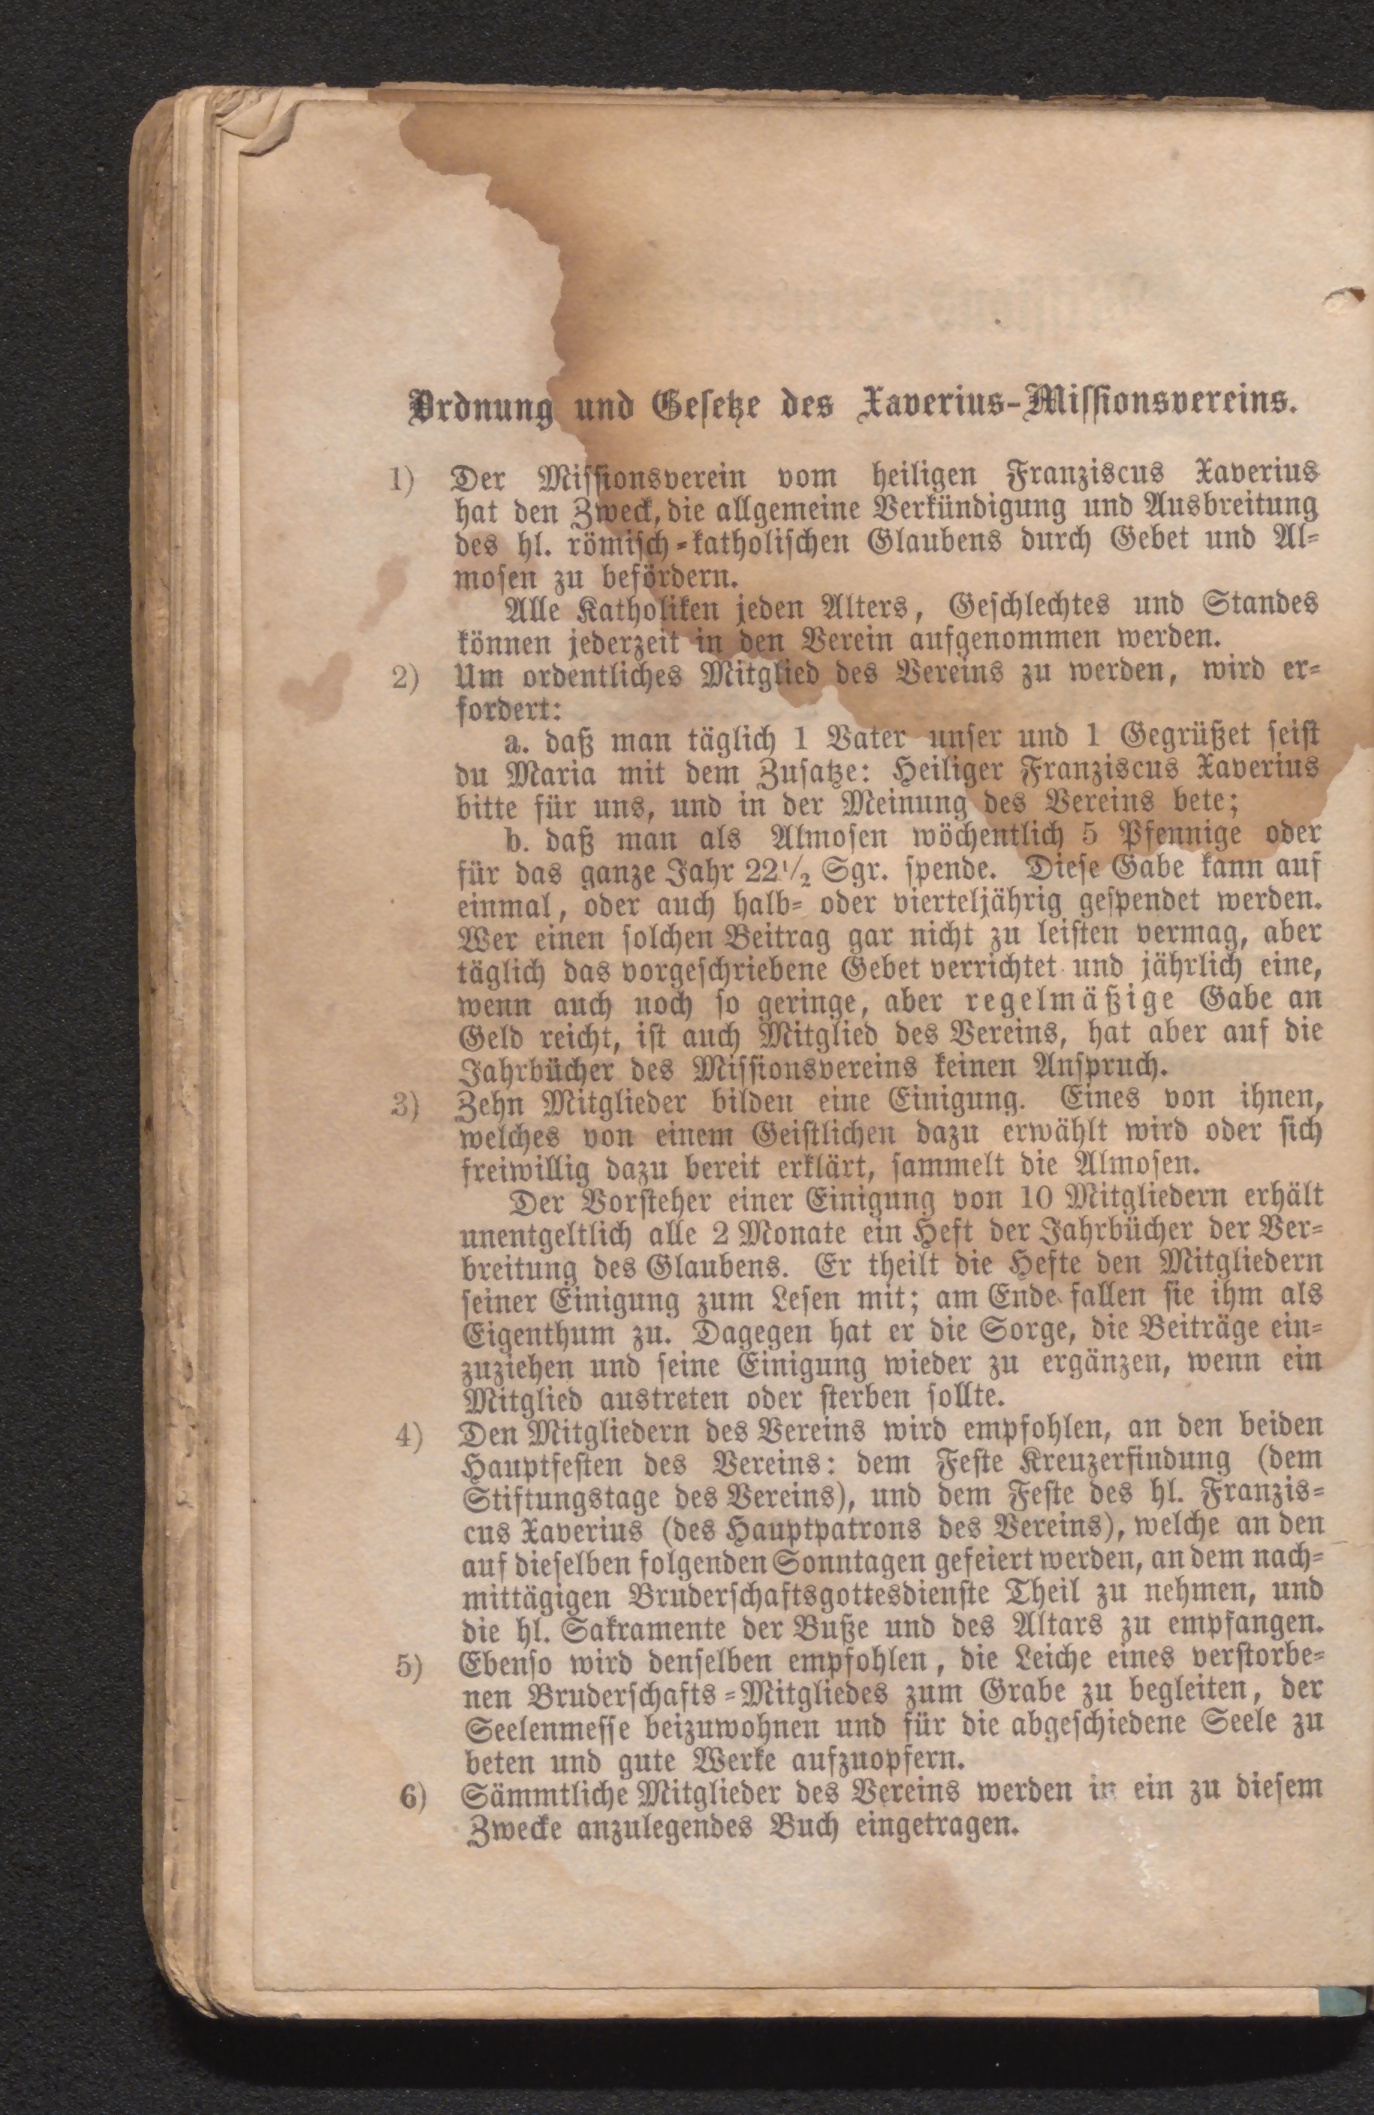 Ordnung und Gesetze des Xaverius-Missionsvereins.
1) Der Missionsverein vom heiligen Franziscus Xaverius
hat den Zweck, die allgemeine Verkündigung und Ausbreitung
des hl. römisch-katholischen Glaubens durch Gebet und Al-
mosen zu befördern.
Alle Katholiken jeden Alters, Geschlechtes und Standes
können jederzeit in den Verein aufgenommen werden.
2) Um ordentliches Mitglied des Vereins zu werden, wird er-
fordert:
a. daß man täglich 1 Vater unser und 1 Gegrüßet seist
du Maria mit dem Zusatze: Heiliger Franziscus Xaverius
bitte für uns, und in der Meinung des Vereins bete;
b. daß man als Almosen wöchentlich 5 Pfennige oder
für das ganze Jahr 22 1/2 Sgr. spende. Diese Gabe kann auf
einmal, oder auch halb- oder vierteljährig gespendet werden.
Wer einen solchen Beitrag gar nicht zu leisten vermag, aber
täglich das vorgeschriebene Gebet verrichtet und jährlich eine,
wenn auch noch so geringe, aber regelmäßige Gabe an
Geld reicht, ist auch Mitglied des Vereins, hat aber auf die
Jahrbücher des Missionsvereins keinen Anspruch.
3) Zehn Mitglieder bilden eine Einigung. Eines von ihnen,
welches von einem Geistlichen dazu erwählt wird oder sich
freiwillig dazu bereit erklärt, sammelt die Almosen.
Der Vorsteher einer Einigung von 10 Mitgliedern erhält
unentgeltlich alle 2 Monate ein Heft der Jahrbücher der Ver-
breitung des Glaubens. Er theilt die Hefte den Mitgliedern
seiner Einigung zum Lesen mit; am Ende fallen sie ihm als
Eigenthum zu. Dagegen hat er die Sorge, die Beiträge ein-
zuziehen und seine Einigung wieder zu ergänzen, wenn ein
Mitglied austreten oder sterben sollte.
4) Den Mitgliedern des Vereins wird empfohlen, an den beiden
Hauptfesten des Vereins: dem Feste Kreuzerfindung (dem
Stiftungstage des Vereins), und dem Feste des hl. Franzis-
cus Xaverius (des Hauptpatrons des Vereins), welche an den
auf dieselben folgenden Sonntagen gefeiert werden, an dem nach-
mittägigen Bruderschaftsgottesdienste Theil zu nehmen, und
die hl. Sakramente der Buße und des Altars zu empfangen.
5) Ebenso wird denselben empfohlen, die Leiche eines verstorbe-
nen Bruderschafts-Mitgliedes zum Grabe zu begleiten, der
Seelenmesse beizuwohnen und für die abgeschiedene Seele zu
beten und gute Werke aufzuopfern.
6) Sämmtliche Mitglieder des Vereins werden in ein zu diesem
Zwecke anzulegendes Buch eingetragen.